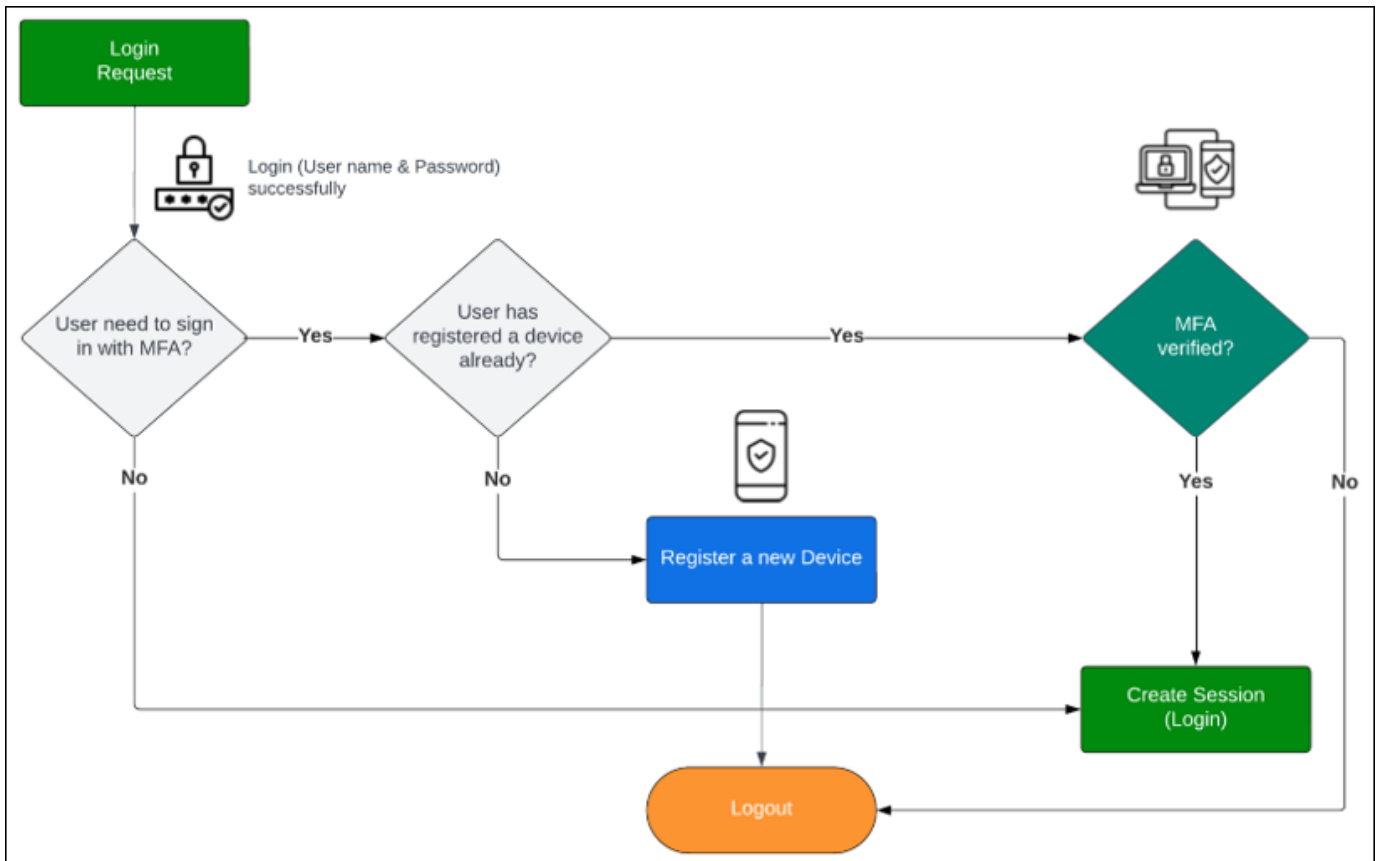 Login
Request
Login (User name & Password)
successfully
User need to sign
in with MFA?
Yes
User has
registered a device
already?
Yes
MFA
verified?
No
No
Yes
No
Register a new Device
Create Session
(Login)
Logout